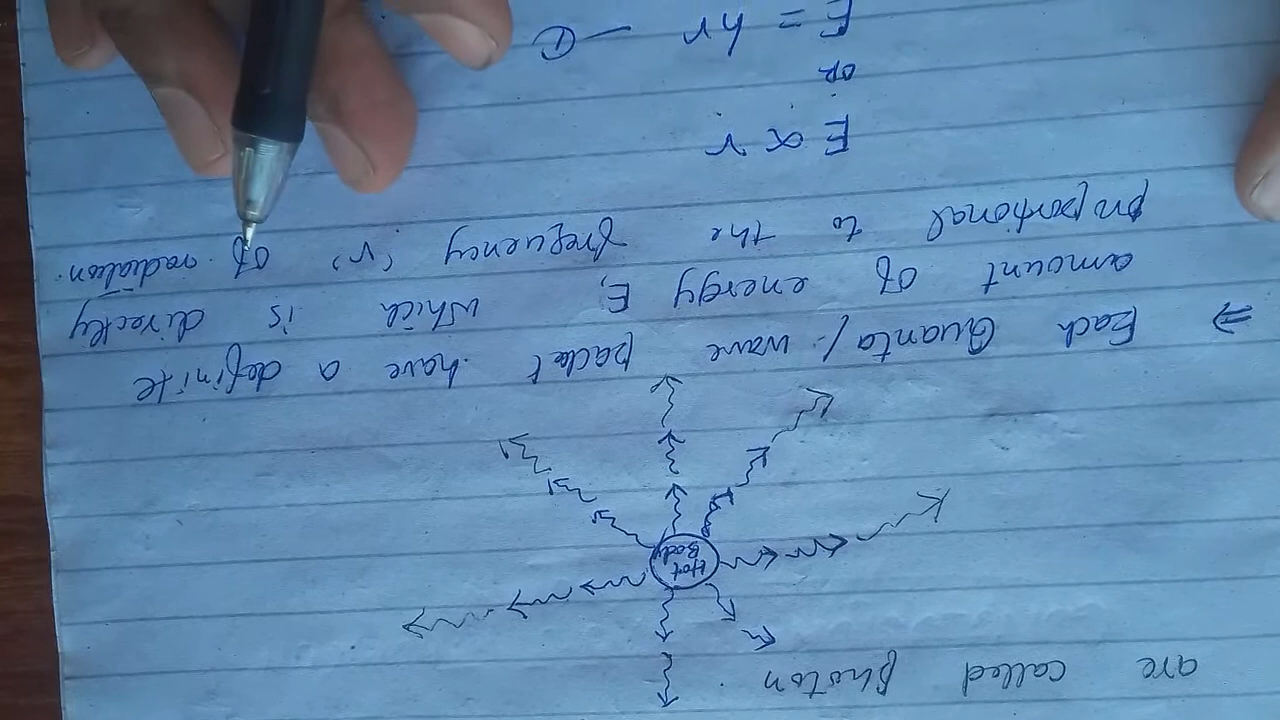 are called photon.
Hot
Body
⇒ Each Quanta/wave packet have a definite
amount of energy E, which is directly
proportional to the frequency (ν) of radiation.
E ∝ ν
or
E = hν — ①